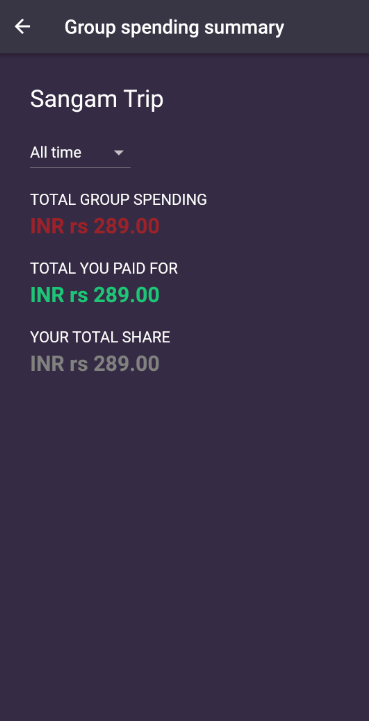 Group spending summary
Sangam Trip
All time
TOTAL GROUP SPENDING
INR rs 289.00
TOTAL YOU PAID FOR
INR rs 289.00
YOUR TOTAL SHARE
INR rs 289.00